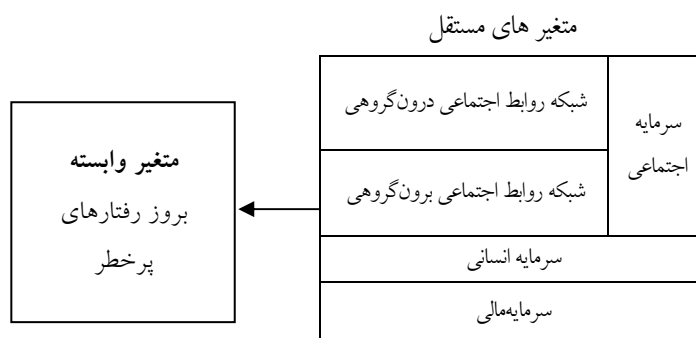 متغیر های مستقل
سرمایه
اجتماعی
شبکه روابط اجتماعی درون‌گروهی
شبکه روابط اجتماعی برون‌گروهی
سرمایه انسانی
سرمایه‌مالی
متغیر وابسته
بروز رفتارهای
پرخطر